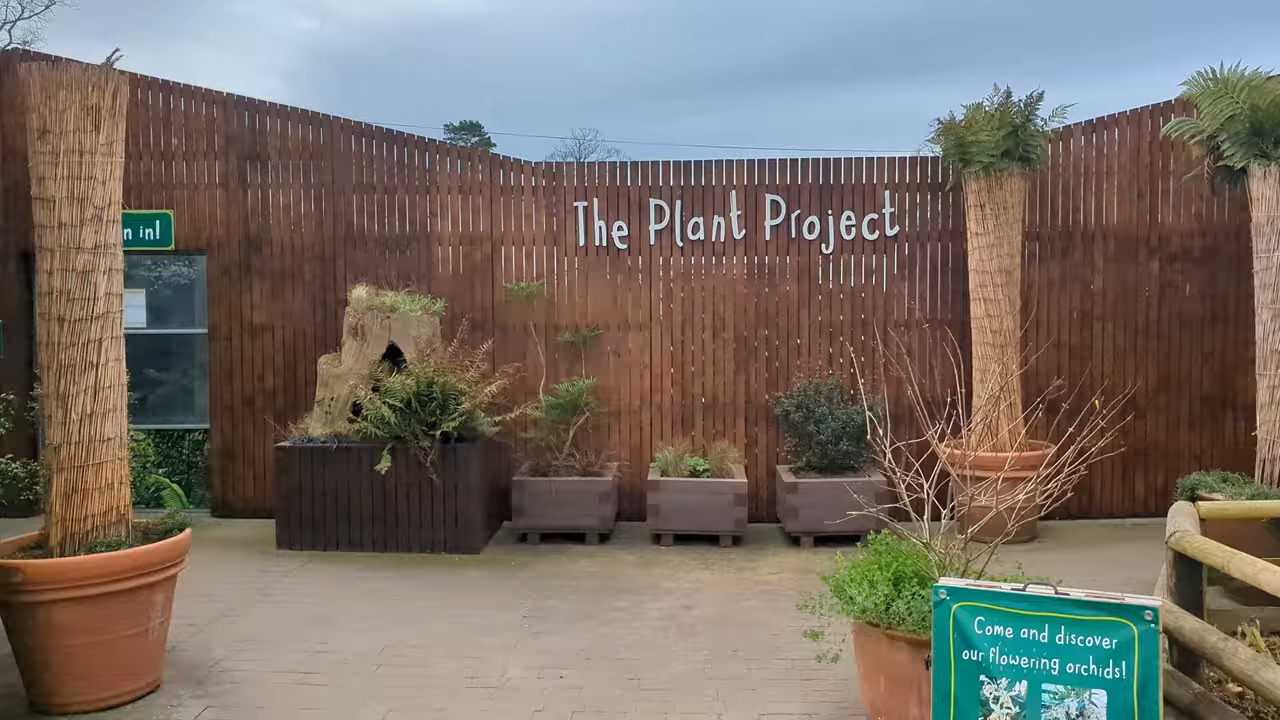 The Plant Project
n in!
Come and discover
our flowering orchids!